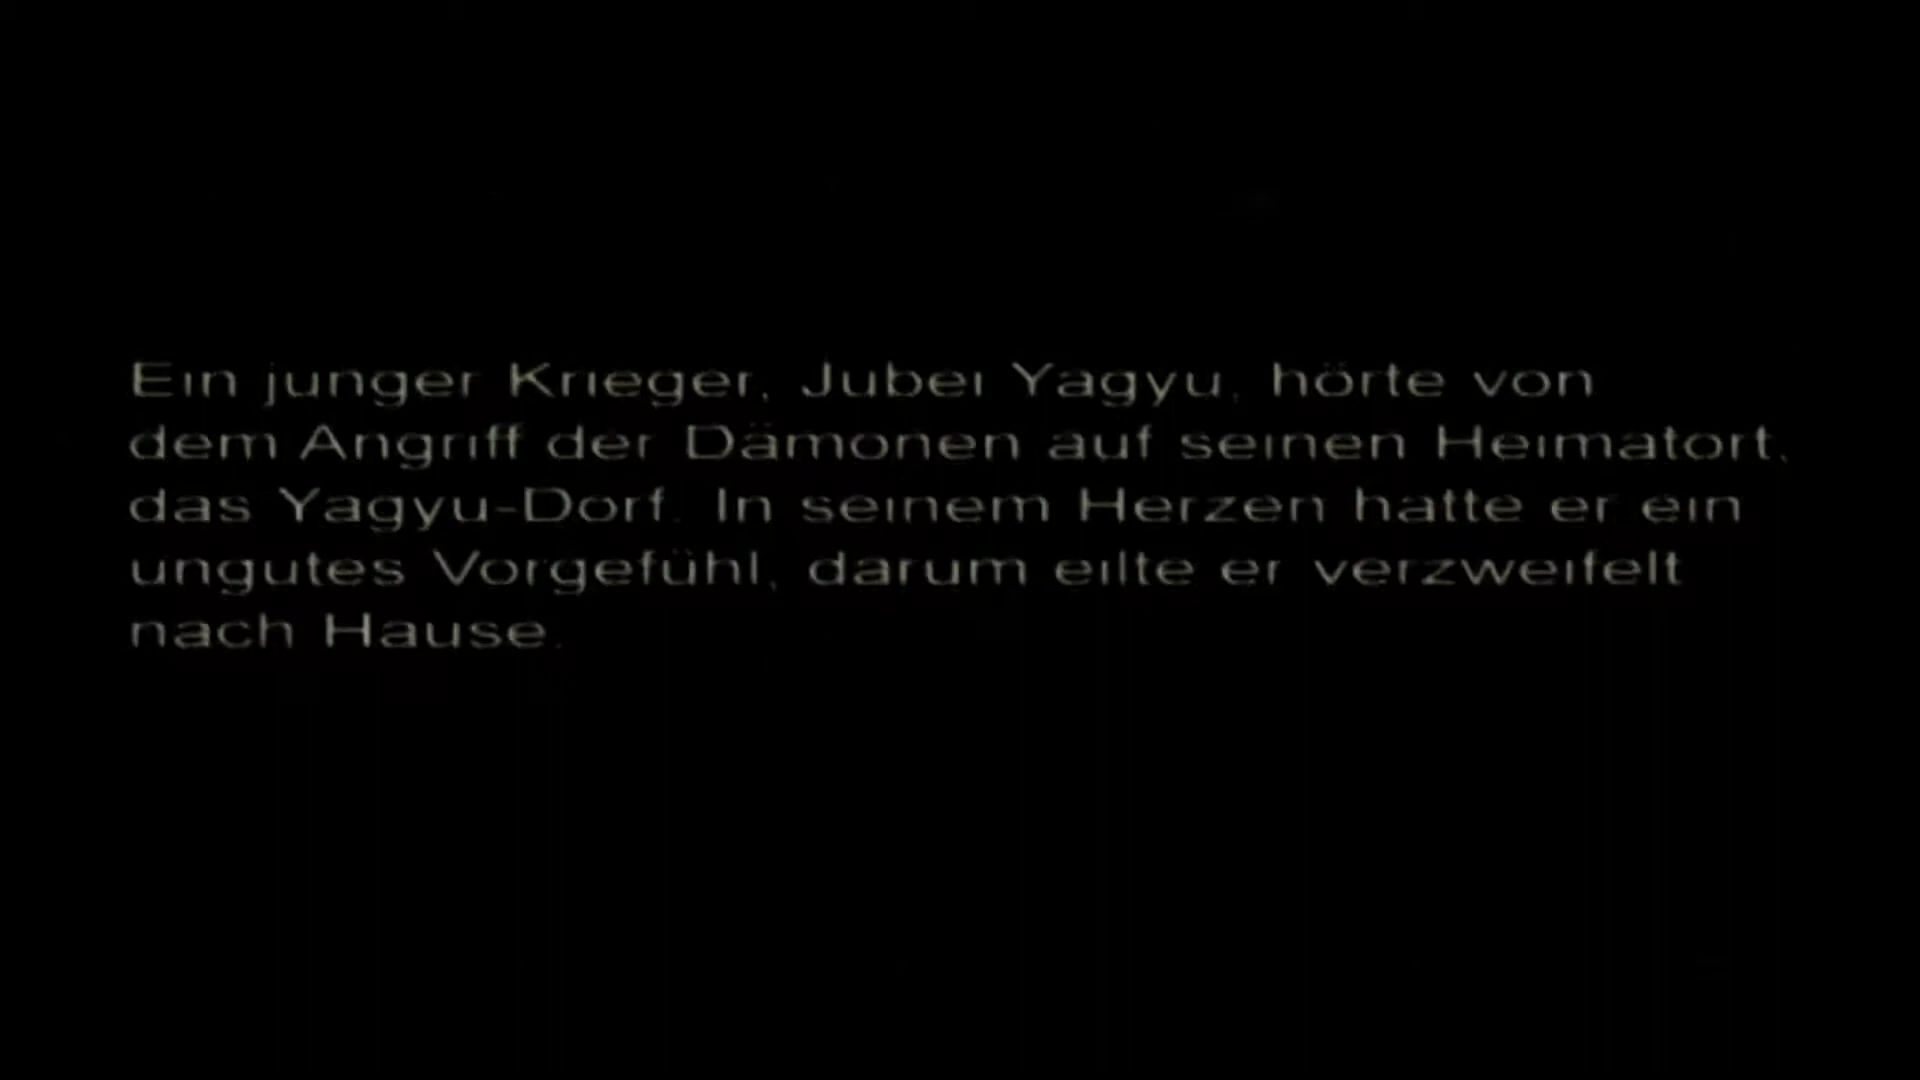 Ein junger Krieger, Jubei Yagyu, hörte von
dem Angriff der Dämonen auf seinen Heimatort,
das Yagyu-Dorf. In seinem Herzen hatte er ein
ungutes Vorgefühl, darum eilte er verzweifelt
nach Hause.